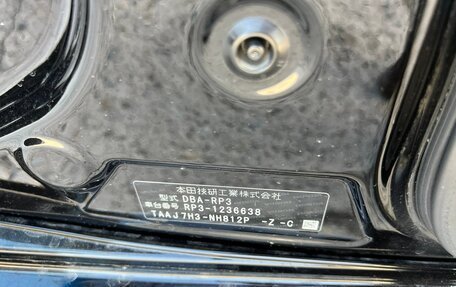 本田技研工業株式会社
型式 DBA-RP3
車台番号 RP3-1236638
TAAJ7H3-NH812P -Z -C